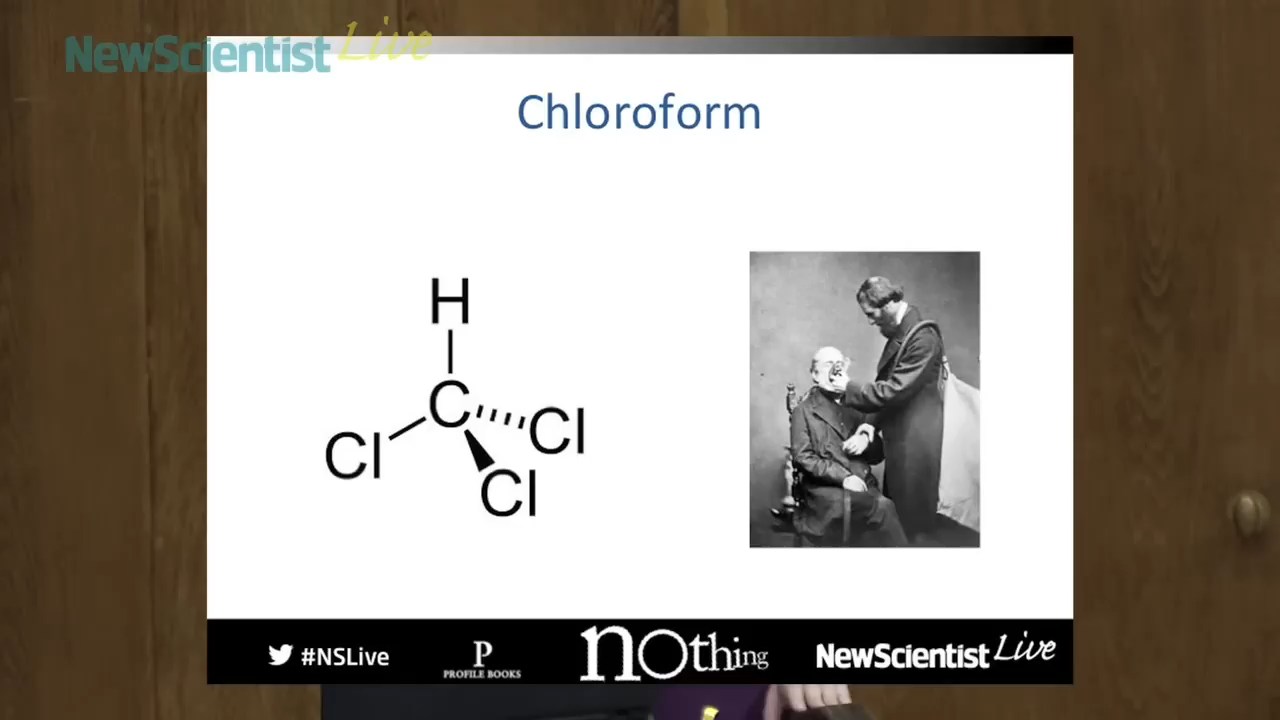 NewScientist Live
Chloroform
H
C
Cl
Cl
Cl
#NSLive
P
PROFILE BOOKS
nothing
NewScientist Live